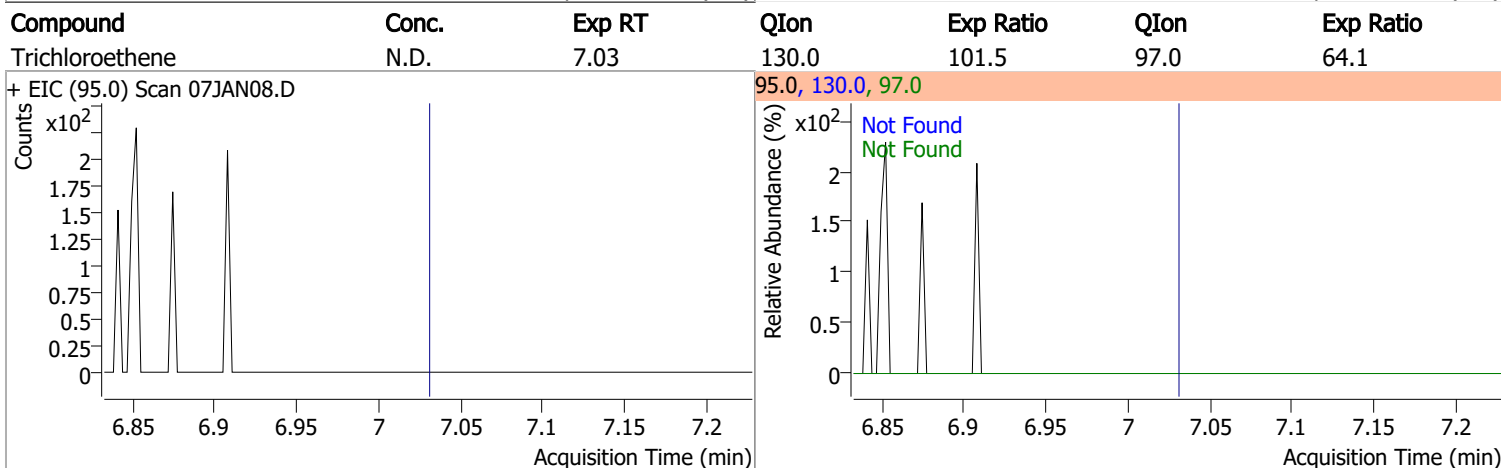 Compound Conc. Exp RT QIon Exp Ratio QIon Exp Ratio
Trichloroethene N.D. 7.03 130.0 101.5 97.0 64.1
+ EIC (95.0) Scan 07JAN08.D
Counts
x102
2
1.75
1.5
1.25
1
0.75
0.5
0.25
0
6.85 6.9 6.95 7 7.05 7.1 7.15 7.2
Acquisition Time (min)
95.0, 130.0, 97.0
Relative Abundance (%)
x102
Not Found
Not Found
2
1.5
1
0.5
0
6.85 6.9 6.95 7 7.05 7.1 7.15 7.2
Acquisition Time (min)